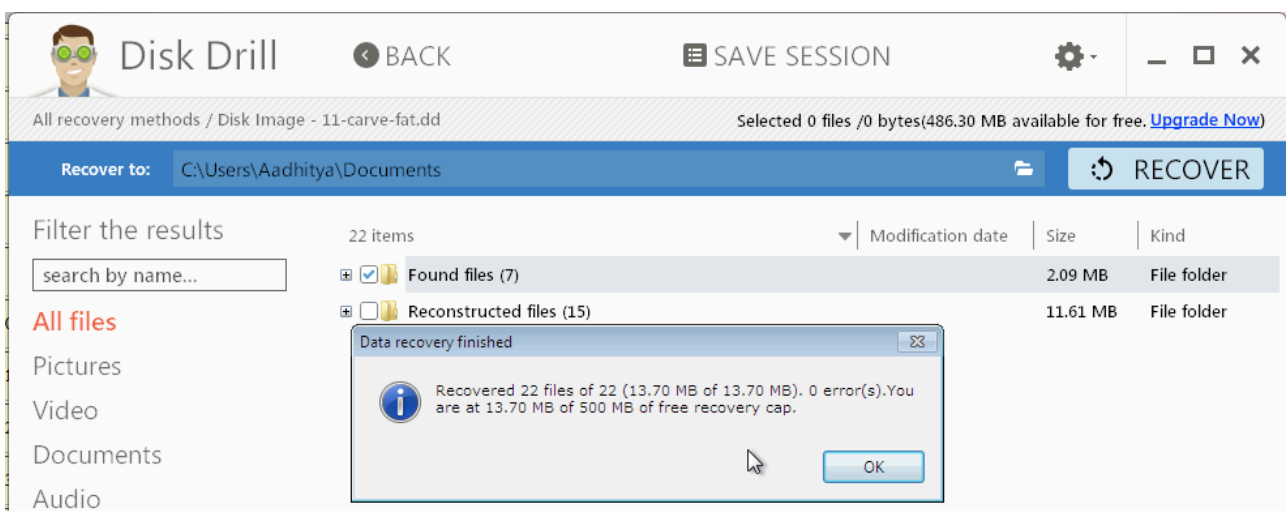 Disk Drill
BACK
SAVE SESSION
All recovery methods / Disk Image - 11-carve-fat.dd
Selected 0 files /0 bytes(486.30 MB available for free. Upgrade Now)
Recover to:
C:\Users\Aadhitya\Documents
RECOVER
Filter the results
search by name...
All files
Pictures
Video
Documents
Audio
22 items
Modification date
Size
Kind
Found files (7)
2.09 MB
File folder
Reconstructed files (15)
11.61 MB
File folder
Data recovery finished
Recovered 22 files of 22 (13.70 MB of 13.70 MB). 0 error(s).You
are at 13.70 MB of 500 MB of free recovery cap.
OK